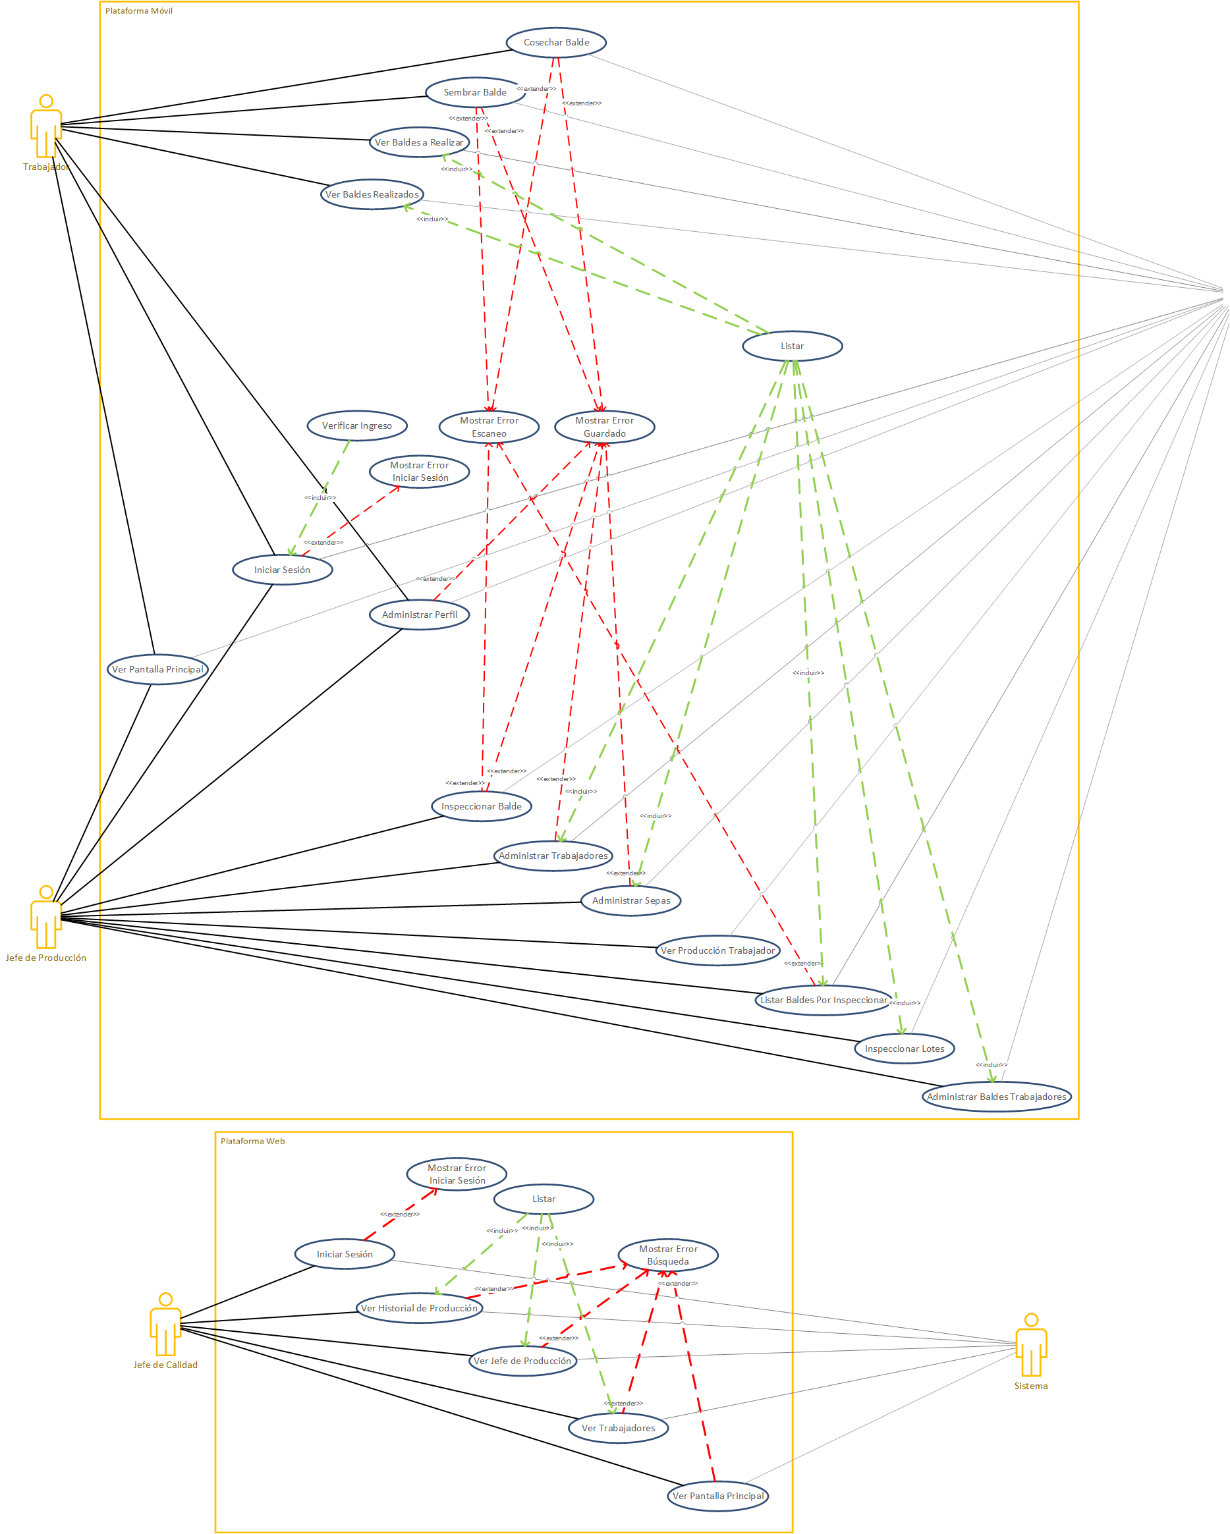 Plataforma Móvil
Cosechar Balde
Sembrar Balde
<<extender>>
<<extender>>
<<extender>>
<<extender>>
Ver Baldes a Realizar
Trabajador
<<incluir>>
Ver Baldes Realizados
<<incluir>>
Listar
Verificar Ingreso
Mostrar Error
Escaneo
Mostrar Error
Guardado
Mostrar Error
Iniciar Sesión
<<incluir>>
<<extender>>
Iniciar Sesión
<<extender>>
Administrar Perfil
Ver Pantalla Principal
<<incluir>>
<<extender>>
<<extender>>
<<extender>>
<<incluir>>
Inspeccionar Balde
<<incluir>>
Administrar Trabajadores
<<extender>>
Administrar Sepas
Jefe de Producción
Ver Producción Trabajador
<<extender>>
Listar Baldes Por Inspeccionar
<<incluir>>
Inspeccionar Lotes
<<incluir>>
Administrar Baldes Trabajadores
Plataforma Web
Mostrar Error
Iniciar Sesión
Listar
<<extender>>
<<incluir>>
<<incluir>>
<<incluir>>
Iniciar Sesión
Mostrar Error
Búsqueda
<<extender>>
<<extender>>
Ver Historial de Producción
<<extender>>
Ver Jefe de Producción
Jefe de Calidad
Sistema
<<extender>>
Ver Trabajadores
Ver Pantalla Principal